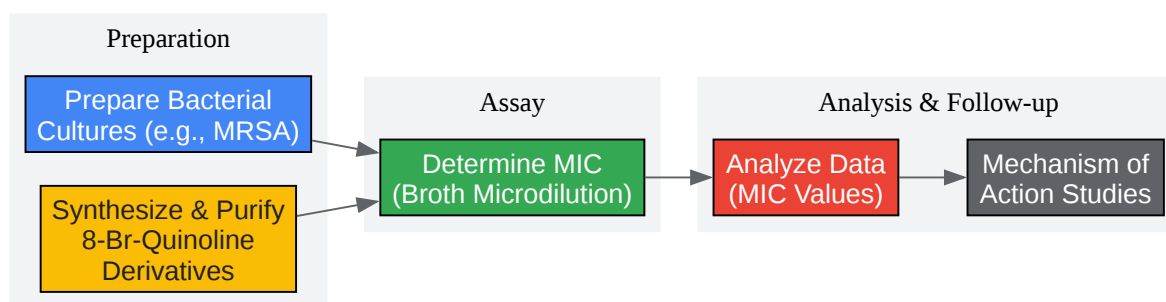 Preparation
Prepare Bacterial
Cultures (e.g., MRSA)
Synthesize & Purify
8-Br-Quinoline
Derivatives
Assay
Determine MIC
(Broth Microdilution)
Analysis & Follow-up
Analyze Data
(MIC Values)
Mechanism of
Action Studies